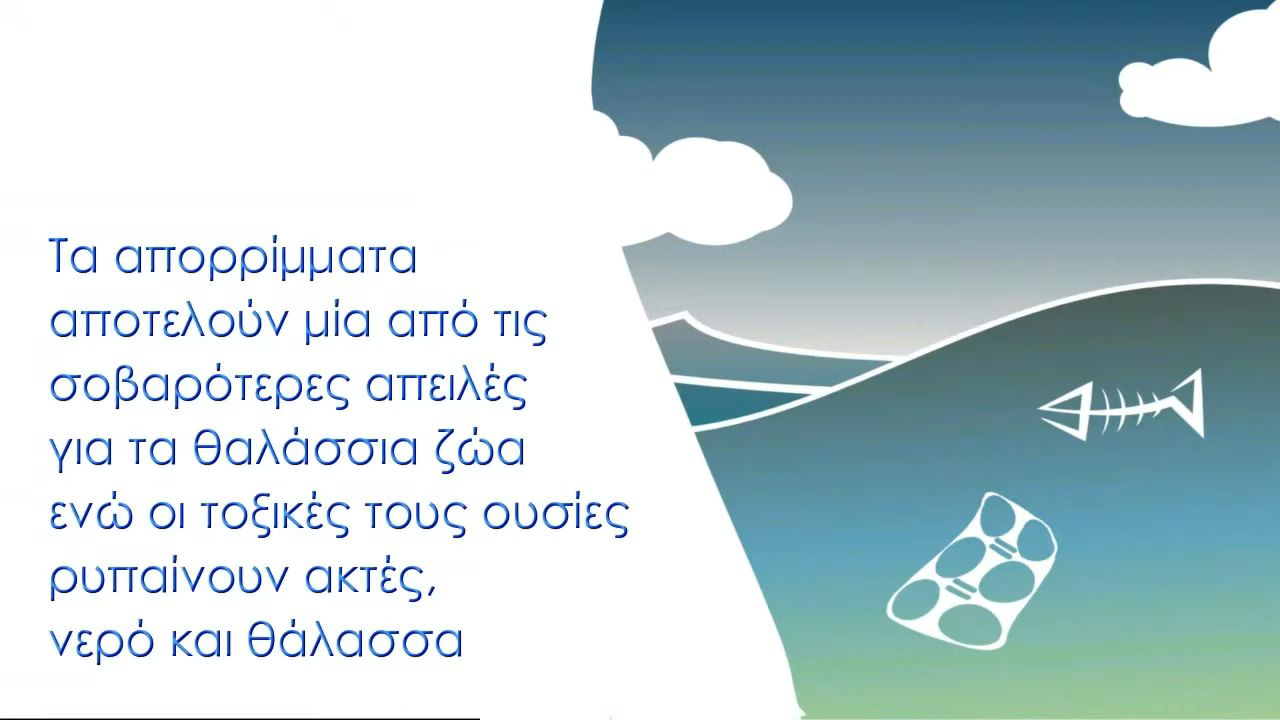 Τα απορρίμματα
αποτελούν μία από τις
σοβαρότερες απειλές
για τα θαλάσσια ζώα
ενώ οι τοξικές τους ουσίες
ρυπαίνουν ακτές,
νερό και θάλασσα